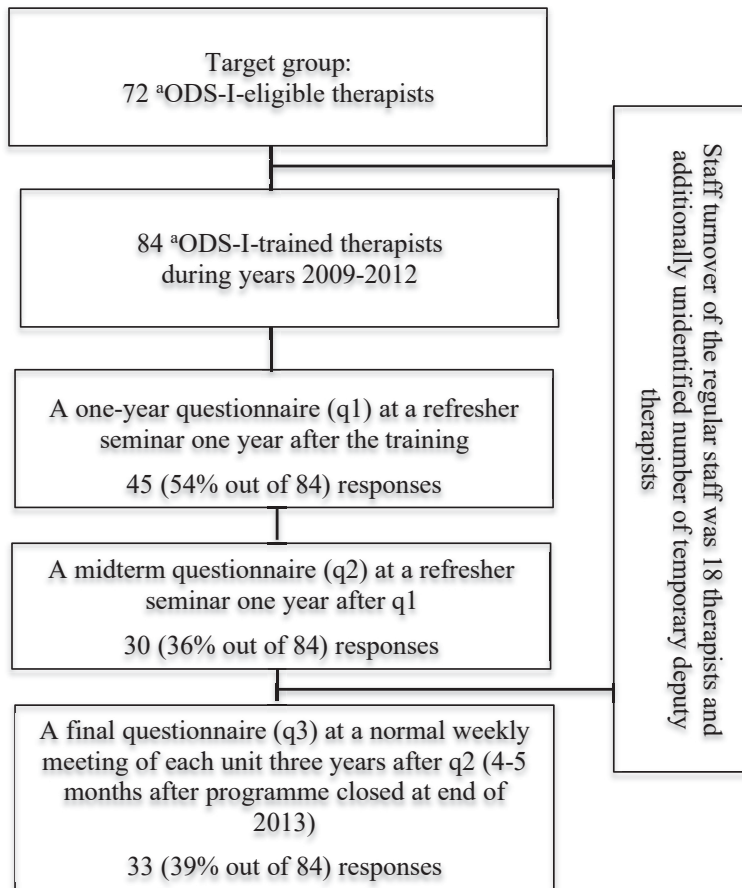 Target group:
72 ᵃODS-I-eligible therapists
84 ᵃODS-I-trained therapists
during years 2009-2012
A one-year questionnaire (q1) at a refresher
seminar one year after the training
45 (54% out of 84) responses
A midterm questionnaire (q2) at a refresher
seminar one year after q1
30 (36% out of 84) responses
A final questionnaire (q3) at a normal weekly
meeting of each unit three years after q2 (4-5
months after programme closed at end of
2013)
33 (39% out of 84) responses
Staff turnover of the regular staff was 18 therapists and
additionally unidentified number of temporary deputy
therapists